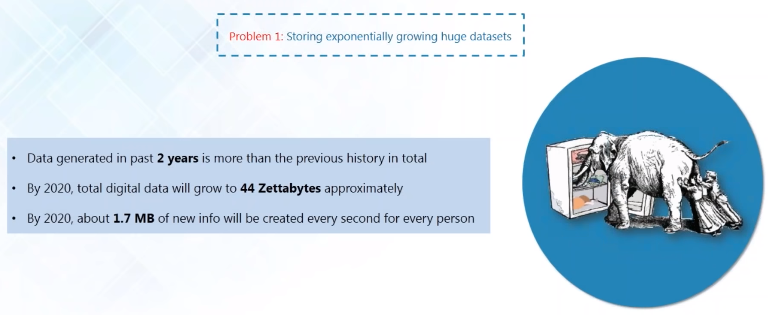 Problem 1: Storing exponentially growing huge datasets
• Data generated in past 2 years is more than the previous history in total
• By 2020, total digital data will grow to 44 Zettabytes approximately
• By 2020, about 1.7 MB of new info will be created every second for every person